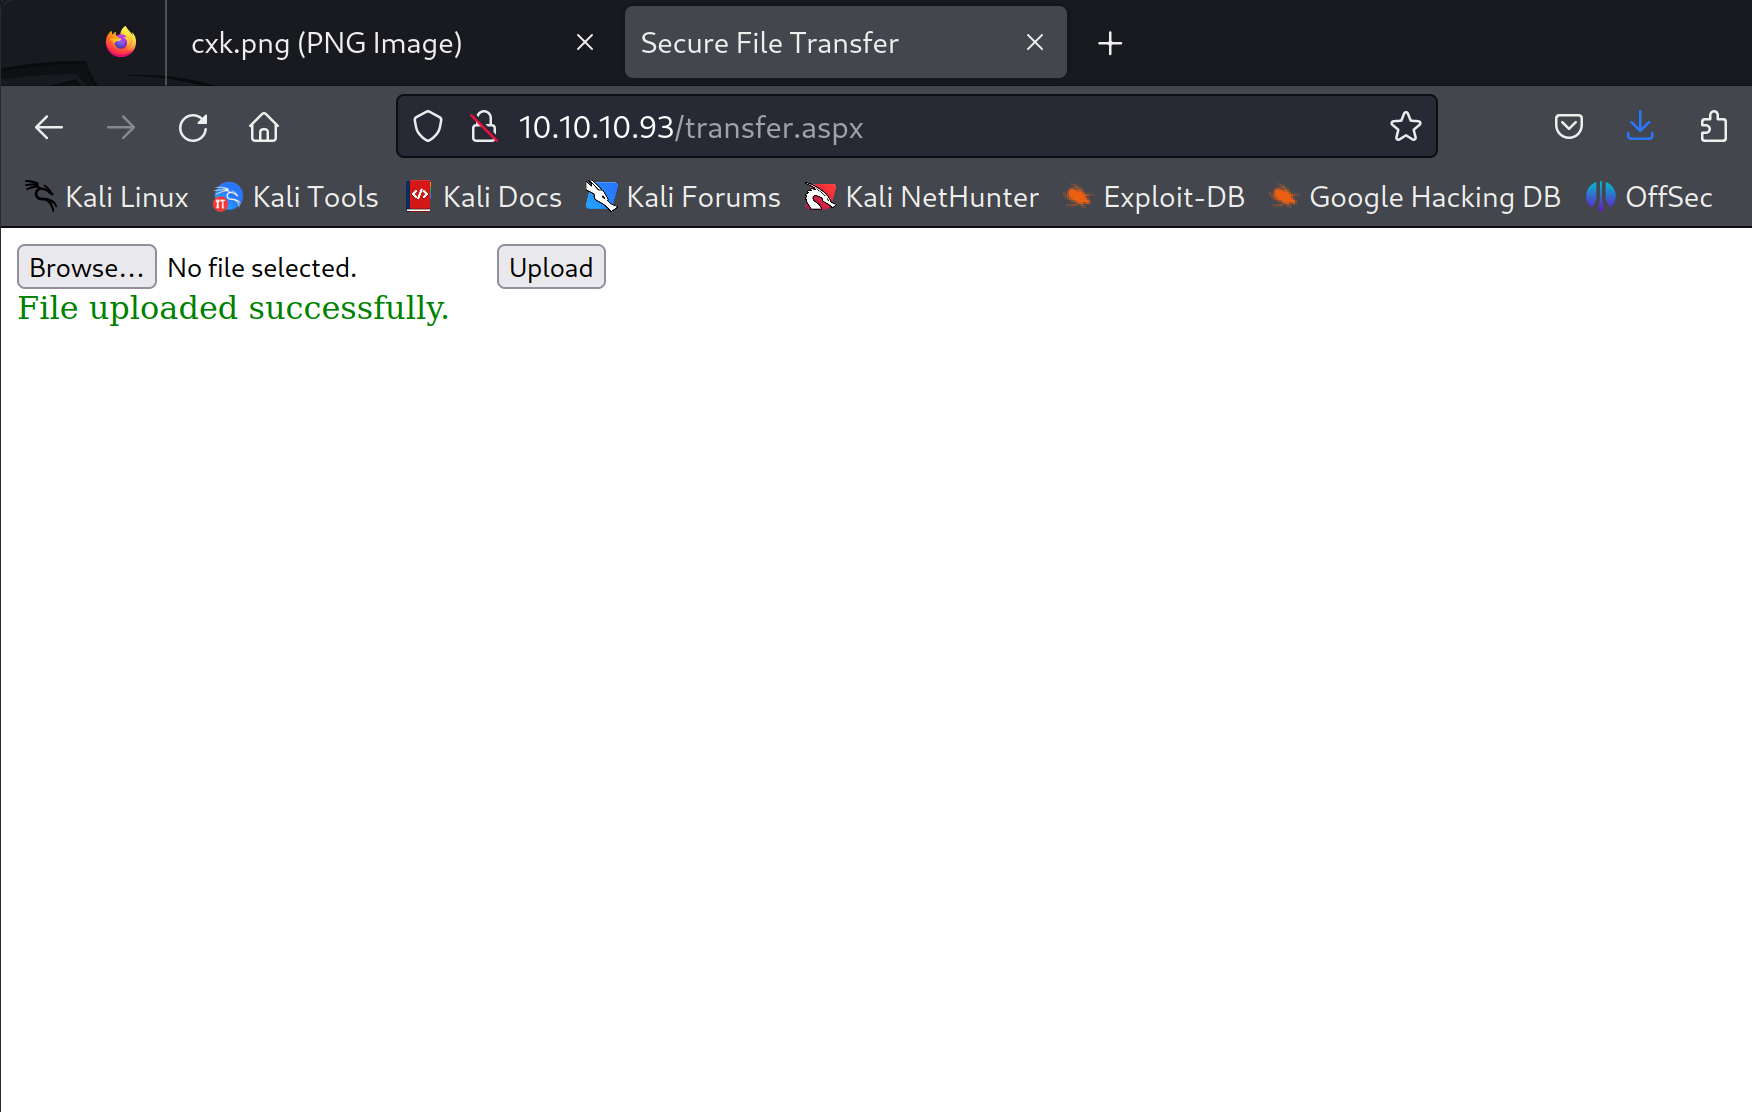 cxk.png (PNG Image)
Secure File Transfer
10.10.10.93/transfer.aspx
Kali Linux
Kali Tools
Kali Docs
Kali Forums
Kali NetHunter
Exploit-DB
Google Hacking DB
OffSec
Browse...
No file selected.
Upload
File uploaded successfully.